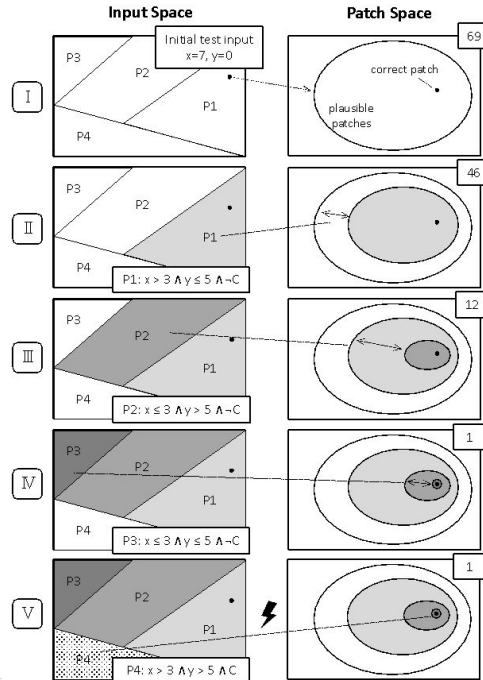 Input Space
Patch Space
I
P3
P2
Initial test input
x=7, y=0
P1
P4
69
correct patch
plausible
patches
II
P3
P2
P1
P4
P1: x > 3 ∧ y ≤ 5 ∧ ¬C
46
III
P3
P2
P1
P4
P2: x ≤ 3 ∧ y > 5 ∧ ¬C
12
IV
P3
P2
P1
P4
P3: x ≤ 3 ∧ y ≤ 5 ∧ ¬C
1
V
P3
P2
P1
P4
P4: x > 3 ∧ y > 5 ∧ C
1